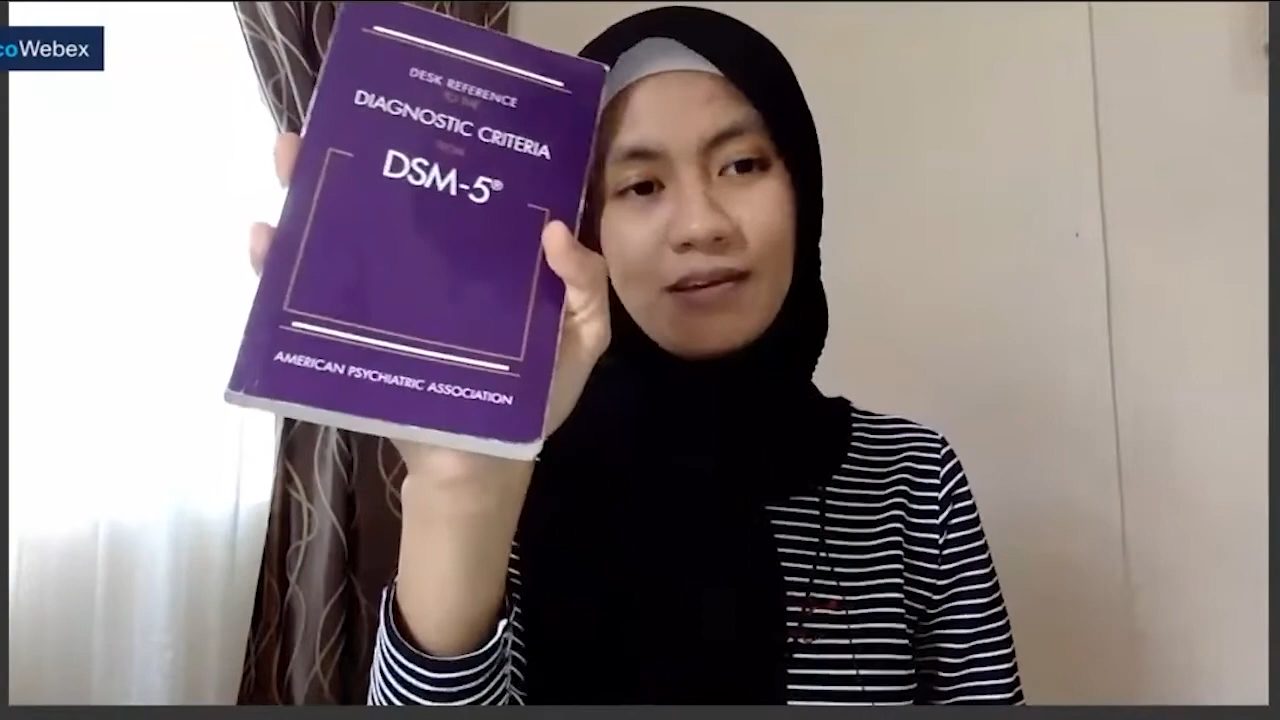 coWebex
DESK REFERENCE
TO THE
DIAGNOSTIC CRITERIA
FROM
DSM-5®
AMERICAN PSYCHIATRIC ASSOCIATION